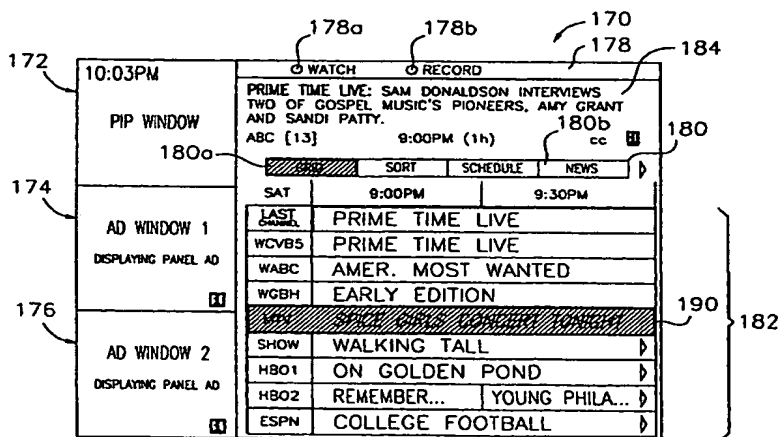 178a 178b 170
178
172 10:03PM WATCH RECORD 184
PRIME TIME LIVE: SAM DONALDSON INTERVIEWS
TWO OF GOSPEL MUSIC'S PIONEERS, AMY GRANT
AND SANDI PATTY.
PIP WINDOW
ABC [13] 9:00PM (1h) 180b CC
180a 180
GRID SORT SCHEDULE NEWS
174 SAT 9:00PM 9:30PM
AD WINDOW 1
DISPLAYING PANEL AD
LAST CHANNEL PRIME TIME LIVE
WCVB5 PRIME TIME LIVE
WABC AMER. MOST WANTED
WGBH EARLY EDITION
176 MTV SPICE GIRLS CONCERT TONIGHT 190
182
AD WINDOW 2
DISPLAYING PANEL AD
SHOW WALKING TALL
HBO1 ON GOLDEN POND
HBO2 REMEMBER... YOUNG PHILA...
ESPN COLLEGE FOOTBALL